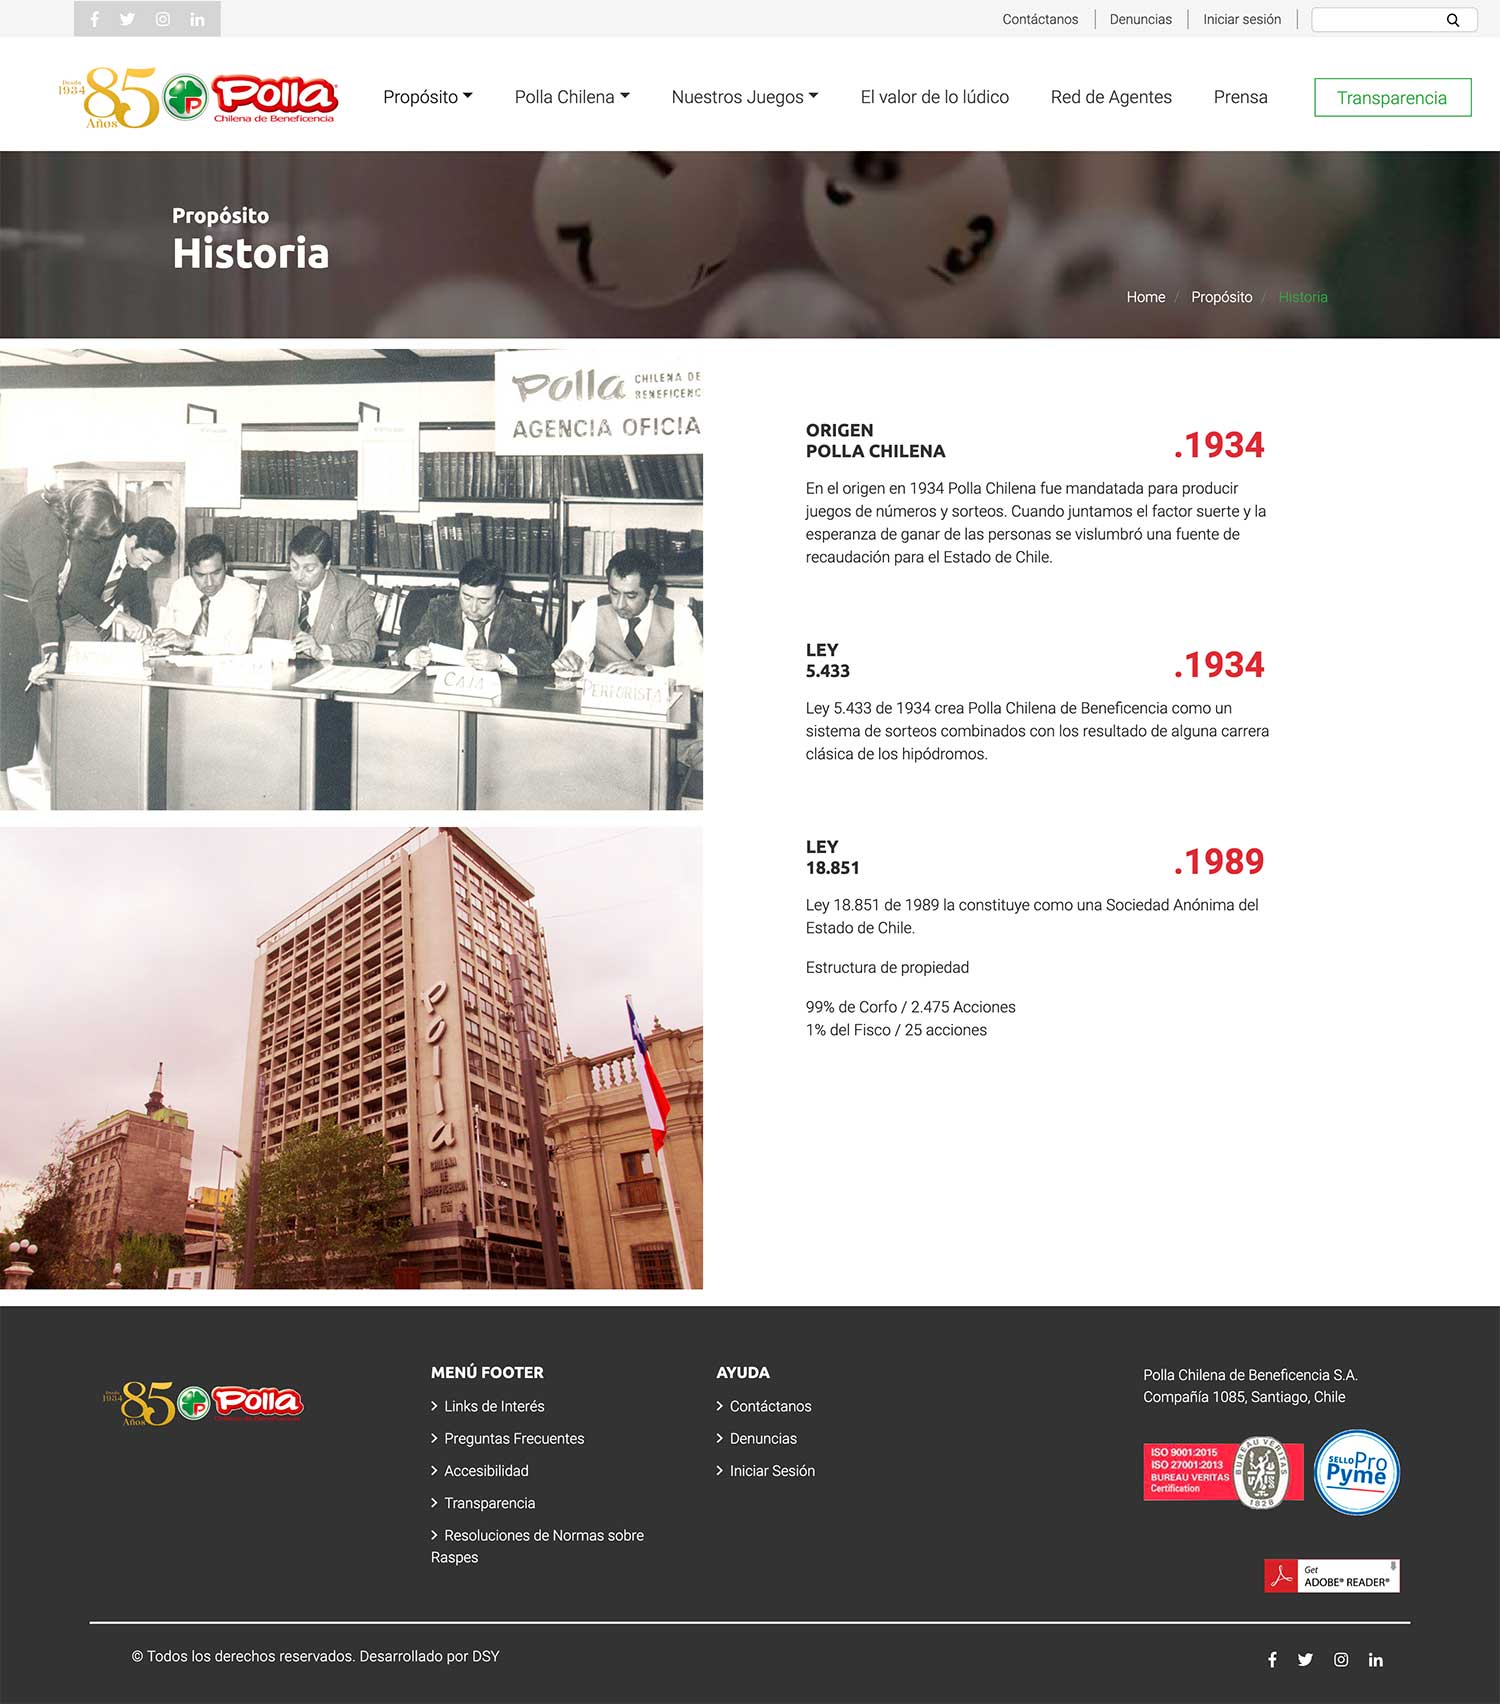 Contáctanos
Denuncias
Iniciar sesión
Desde
1934
85
Años
P
Polla
Chilena de Beneficencia
Propósito
Polla Chilena
Nuestros Juegos
El valor de lo lúdico
Red de Agentes
Prensa
Transparencia
7
3
Propósito
Historia
Home / Propósito / Historia
Polla CHILENA DE
BENEFICENC
AGENCIA OFICIA
CAJA
PERFORISTA
ORIGEN
POLLA CHILENA
.1934
En el origen en 1934 Polla Chilena fue mandatada para producir
juegos de números y sorteos. Cuando juntamos el factor suerte y la
esperanza de ganar de las personas se vislumbró una fuente de
recaudación para el Estado de Chile.
LEY
5.433
.1934
Ley 5.433 de 1934 crea Polla Chilena de Beneficencia como un
sistema de sorteos combinados con los resultado de alguna carrera
clásica de los hipódromos.
LEY
18.851
.1989
Ley 18.851 de 1989 la constituye como una Sociedad Anónima del
Estado de Chile.
Estructura de propiedad
99% de Corfo / 2.475 Acciones
1% del Fisco / 25 acciones
Polla
CHILENA
DE
BENEFICENCIA
Desde
1934
85
Años
P
Polla
Chilena de Beneficencia
MENÚ FOOTER
Links de Interés
Preguntas Frecuentes
Accesibilidad
Transparencia
Resoluciones de Normas sobre
Raspes
AYUDA
Contáctanos
Denuncias
Iniciar Sesión
Polla Chilena de Beneficencia S.A.
Compañía 1085, Santiago, Chile
ISO 9001:2015
ISO 27001:2013
BUREAU VERITAS
Certification
BUREAU VERITAS
1828
SELLO Pro
Pyme
Get
ADOBE® READER®
© Todos los derechos reservados. Desarrollado por DSY